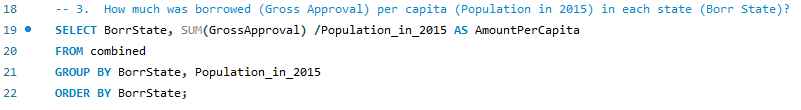 18 -- 3. How much was borrowed (Gross Approval) per capita (Population in 2015) in each state (Borr State)?
19 SELECT BorrState, SUM(GrossApproval) /Population_in_2015 AS AmountPerCapita
20 FROM combined
21 GROUP BY BorrState, Population_in_2015
22 ORDER BY BorrState;